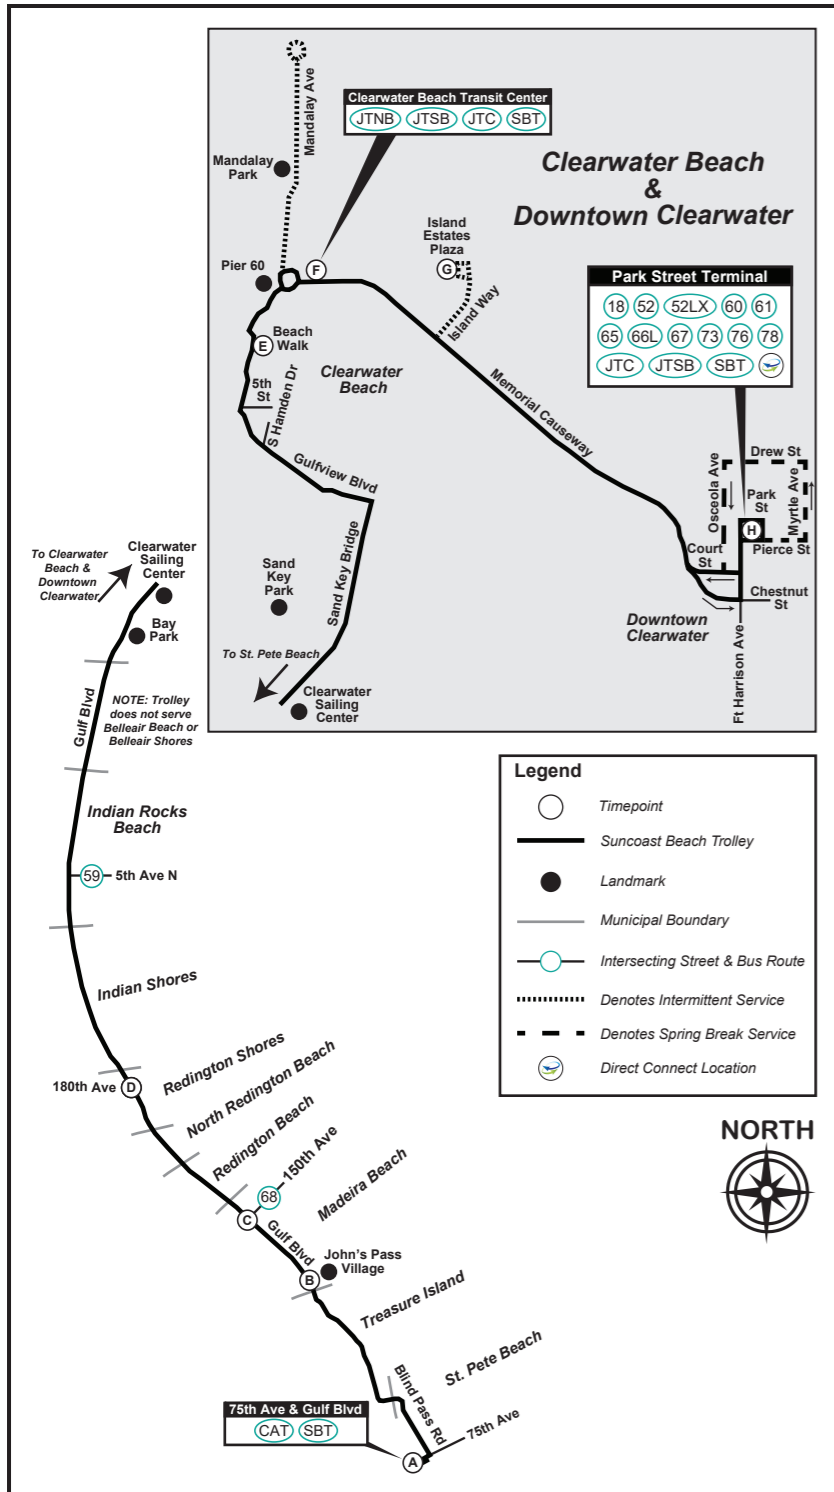 Clearwater Beach Transit Center
JTNB JTSB JTC SBT
Mandalay Ave
Mandalay
Park
Clearwater Beach
&
Downtown Clearwater
Island
Estates
Plaza
Pier 60
F
G
Island Way
Park Street Terminal
18 52 52LX 60 61
65 66L 67 73 76 78
JTC JTSB SBT
E
Beach
Walk
5th
St
S Hamden Dr
Clearwater
Beach
Memorial Causeway
Gulfview Blvd
Drew St
Osceola Ave
Park
St
Myrtle Ave
H
Court
St
Pierce St
Chestnut
St
Downtown
Clearwater
Ft Harrison Ave
Sand
Key
Park
Sand Key Bridge
To St. Pete Beach
Clearwater
Sailing
Center
To Clearwater
Beach &
Downtown
Clearwater
Clearwater
Sailing
Center
Bay
Park
Gulf Blvd
NOTE: Trolley
does not serve
Belleair Beach or
Belleair Shores
Indian Rocks
Beach
59 5th Ave N
Indian Shores
Legend
Timepoint
Suncoast Beach Trolley
Landmark
Municipal Boundary
Intersecting Street & Bus Route
Denotes Intermittent Service
Denotes Spring Break Service
Direct Connect Location
NORTH
180th Ave D
Redington Shores
North Redington Beach
Redington Beach
68 150th Ave
C
Gulf Blvd
Madeira Beach
John's Pass
Village
B
Treasure Island
St. Pete Beach
Blind Pass Rd
75th Ave & Gulf Blvd
CAT SBT
75th Ave
A